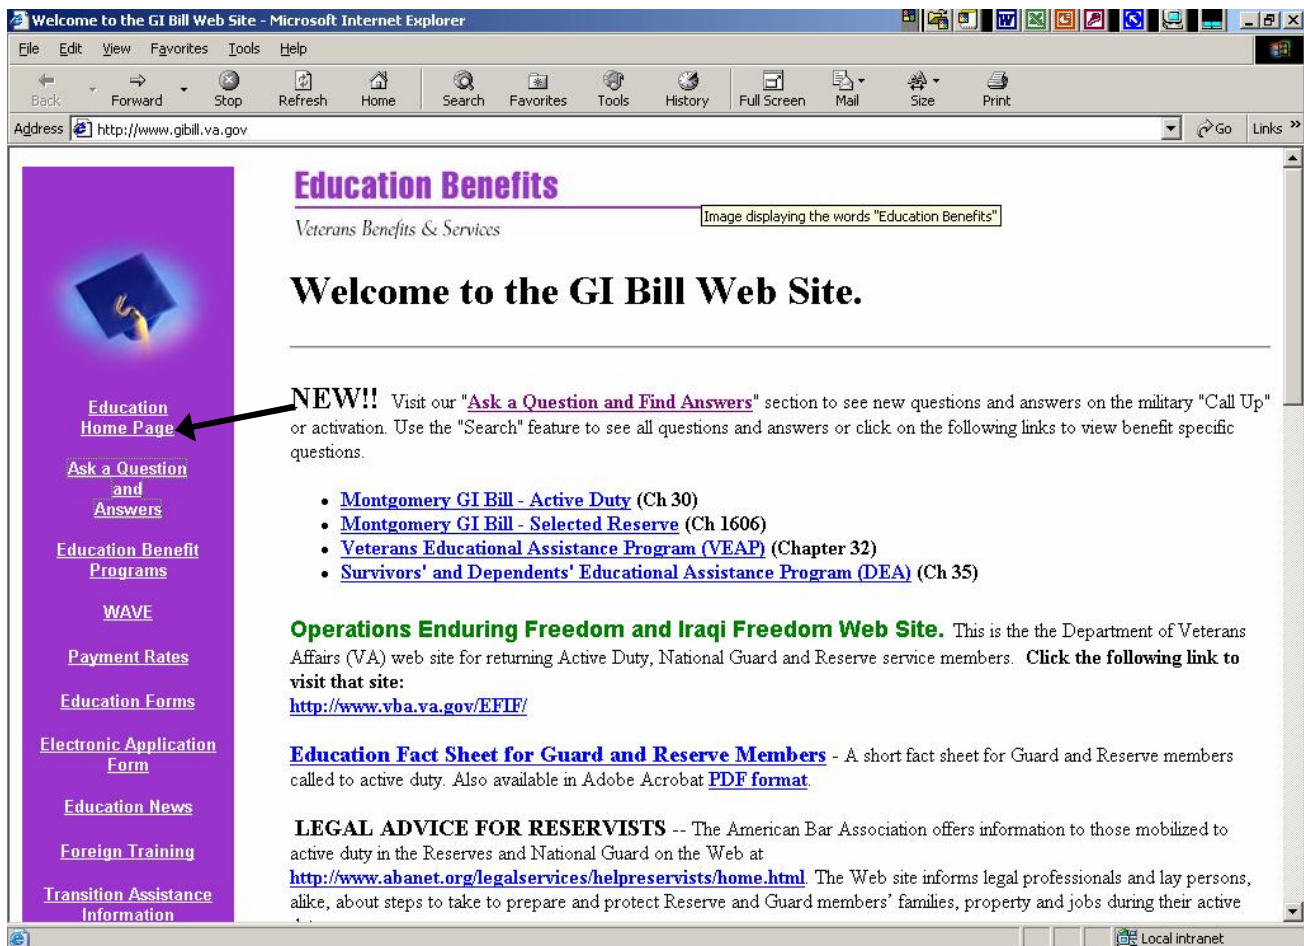 Welcome to the GI Bill Web Site - Microsoft Internet Explorer
File Edit View Favorites Tools Help
Back Forward Stop Refresh Home Search Favorites Tools History Full Screen Mail Size Print
Address http://www.gibill.va.gov Go Links »
Education Benefits
Image displaying the words "Education Benefits"
Veterans Benefits & Services
Welcome to the GI Bill Web Site.
Education
Home Page
Ask a Question
and
Answers
Education Benefit
Programs
WAVE
Payment Rates
Education Forms
Electronic Application
Form
Education News
Foreign Training
Transition Assistance
Information
NEW!! Visit our "Ask a Question and Find Answers" section to see new questions and answers on the military "Call Up"
or activation. Use the "Search" feature to see all questions and answers or click on the following links to view benefit specific
questions.
• Montgomery GI Bill - Active Duty (Ch 30)
• Montgomery GI Bill - Selected Reserve (Ch 1606)
• Veterans Educational Assistance Program (VEAP) (Chapter 32)
• Survivors' and Dependents' Educational Assistance Program (DEA) (Ch 35)
Operations Enduring Freedom and Iraqi Freedom Web Site. This is the the Department of Veterans
Affairs (VA) web site for returning Active Duty, National Guard and Reserve service members. Click the following link to
visit that site:
http://www.vba.va.gov/EFIF/
Education Fact Sheet for Guard and Reserve Members - A short fact sheet for Guard and Reserve members
called to active duty. Also available in Adobe Acrobat PDF format.
LEGAL ADVICE FOR RESERVISTS -- The American Bar Association offers information to those mobilized to
active duty in the Reserves and National Guard on the Web at
http://www.abanet.org/legalservices/helpreservists/home.html. The Web site informs legal professionals and lay persons,
alike, about steps to take to prepare and protect Reserve and Guard members' families, property and jobs during their active
Local intranet